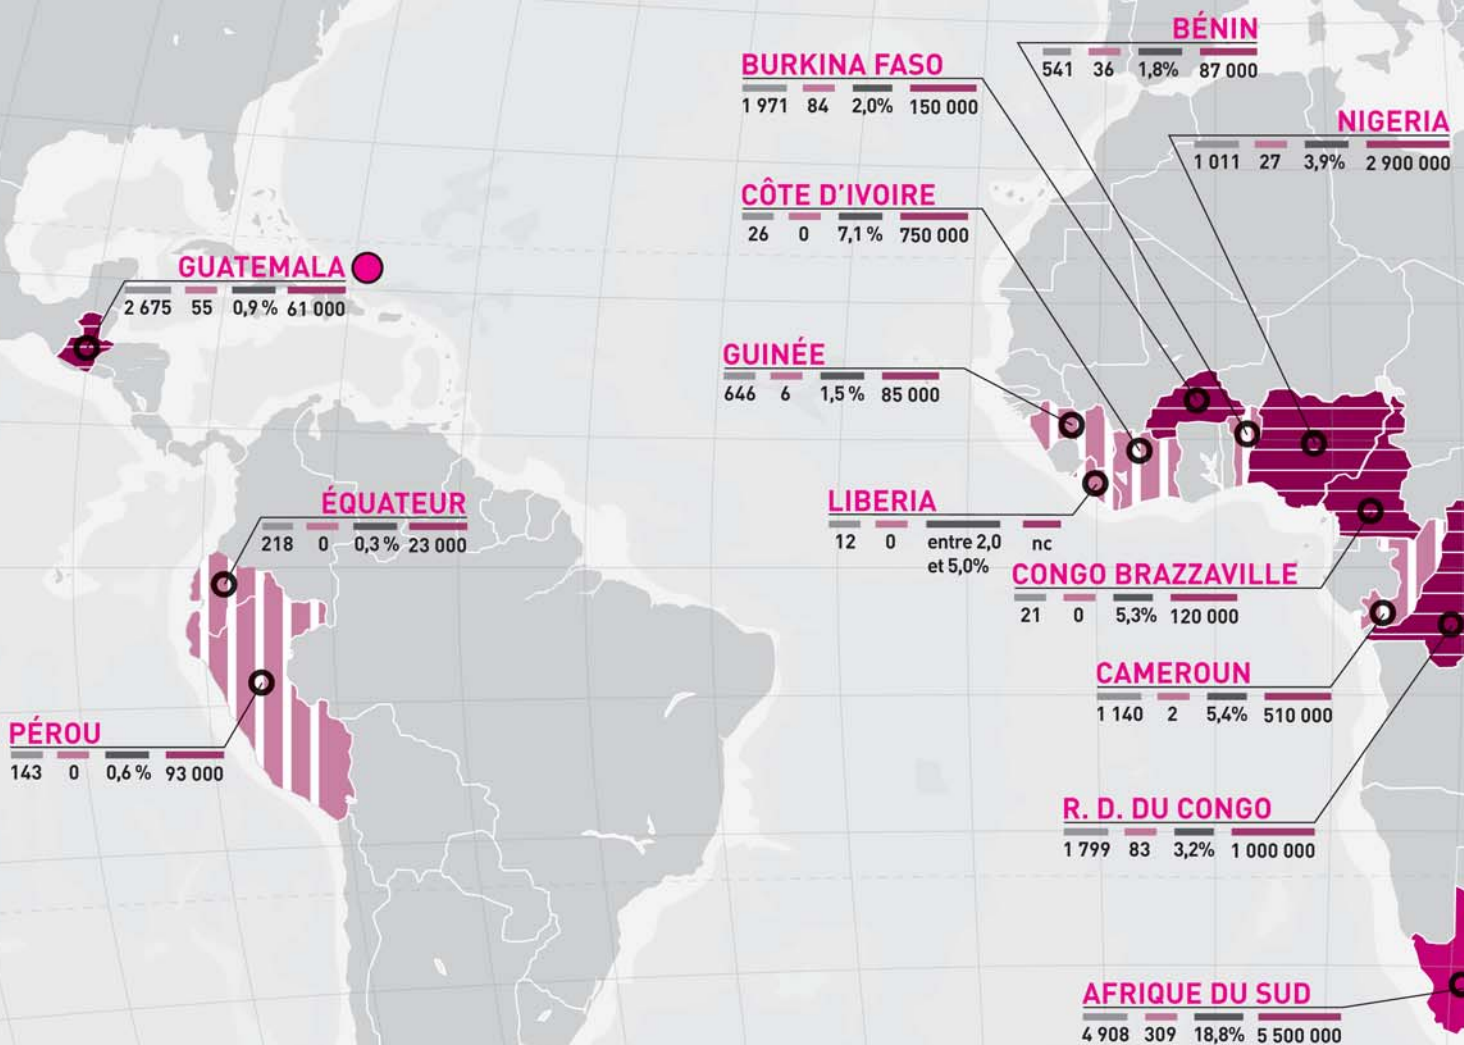 BÉNIN
541 36 1,8% 87 000
BURKINA FASO
1 971 84 2,0% 150 000
NIGERIA
1 011 27 3,9% 2 900 000
CÔTE D'IVOIRE
26 0 7,1 % 750 000
GUATEMALA
2 675 55 0,9 % 61 000
GUINÉE
646 6 1,5 % 85 000
ÉQUATEUR
218 0 0,3 % 23 000
LIBERIA
12 0 entre 2,0 nc
et 5,0%
CONGO BRAZZAVILLE
21 0 5,3% 120 000
CAMEROUN
1 140 2 5,4% 510 000
PÉROU
143 0 0,6 % 93 000
R. D. DU CONGO
1 799 83 3,2% 1 000 000
AFRIQUE DU SUD
4 908 309 18,8% 5 500 000